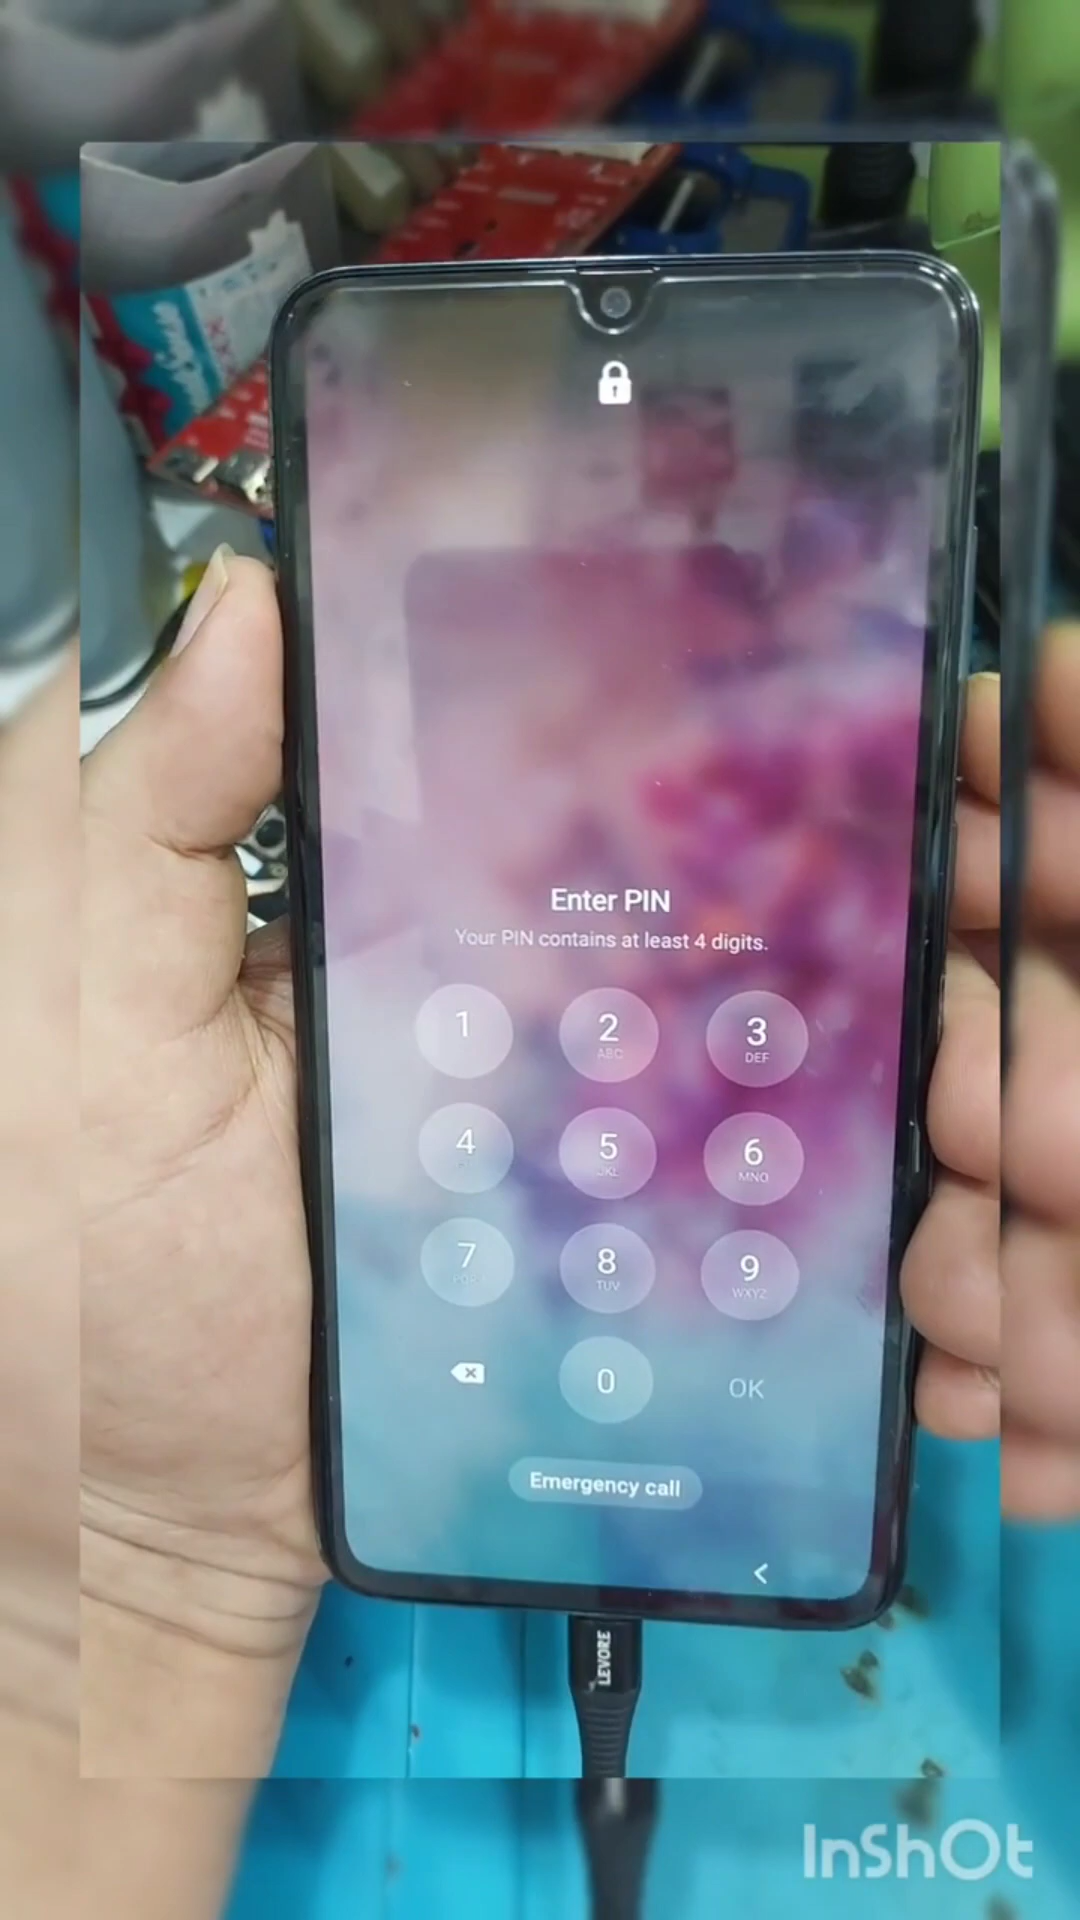 Enter PIN
Your PIN contains at least 4 digits.
1
2
ABC
3
DEF
4
5
JKL
6
MNO
7
8
TUV
9
WXYZ
0
OK
Emergency call
LEVORE
InShOt